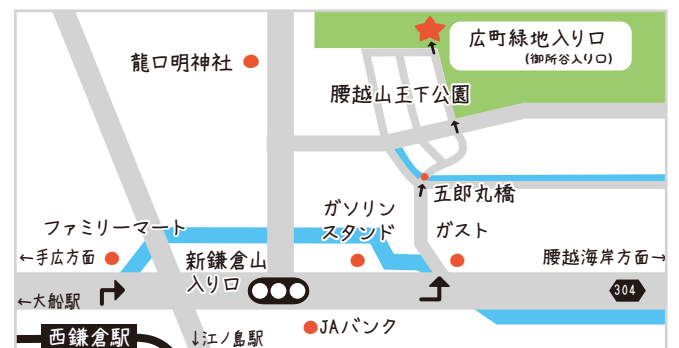 広町緑地入り口
(御所谷入り口)
龍口明神社
腰越山王下公園
五郎丸橋
ガソリン
スタンド
ガスト
ファミリーマート
←手広方面
新鎌倉山
入り口
腰越海岸方面→
304
←大船駅
JAバンク
西鎌倉駅
↓江ノ島駅